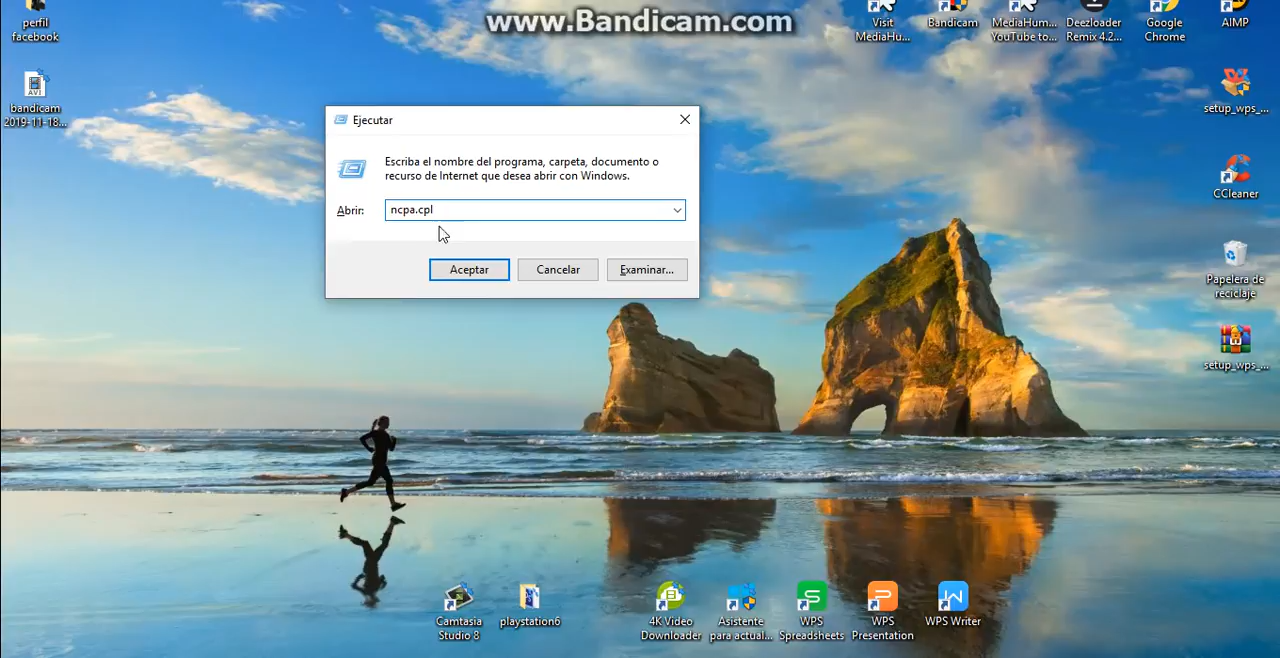 www.Bandicam.com
perfil
facebook
Visit
MediaHu...
Bandicam
MediaHum...
YouTube to...
Deezloader
Remix 4.2...
Google
Chrome
AIMP
AVI
bandicam
2019-11-18...
Ejecutar
Escriba el nombre del programa, carpeta, documento o
recurso de Internet que desea abrir con Windows.
Abrir:
ncpa.cpl
Aceptar
Cancelar
Examinar...
setup_wps_...
CCleaner
Papelera de
reciclaje
setup_wps_...
Camtasia
Studio 8
playstation6
4K Video
Downloader
Asistente
para actual...
S
WPS
Spreadsheets
P
WPS
Presentation
W
WPS Writer